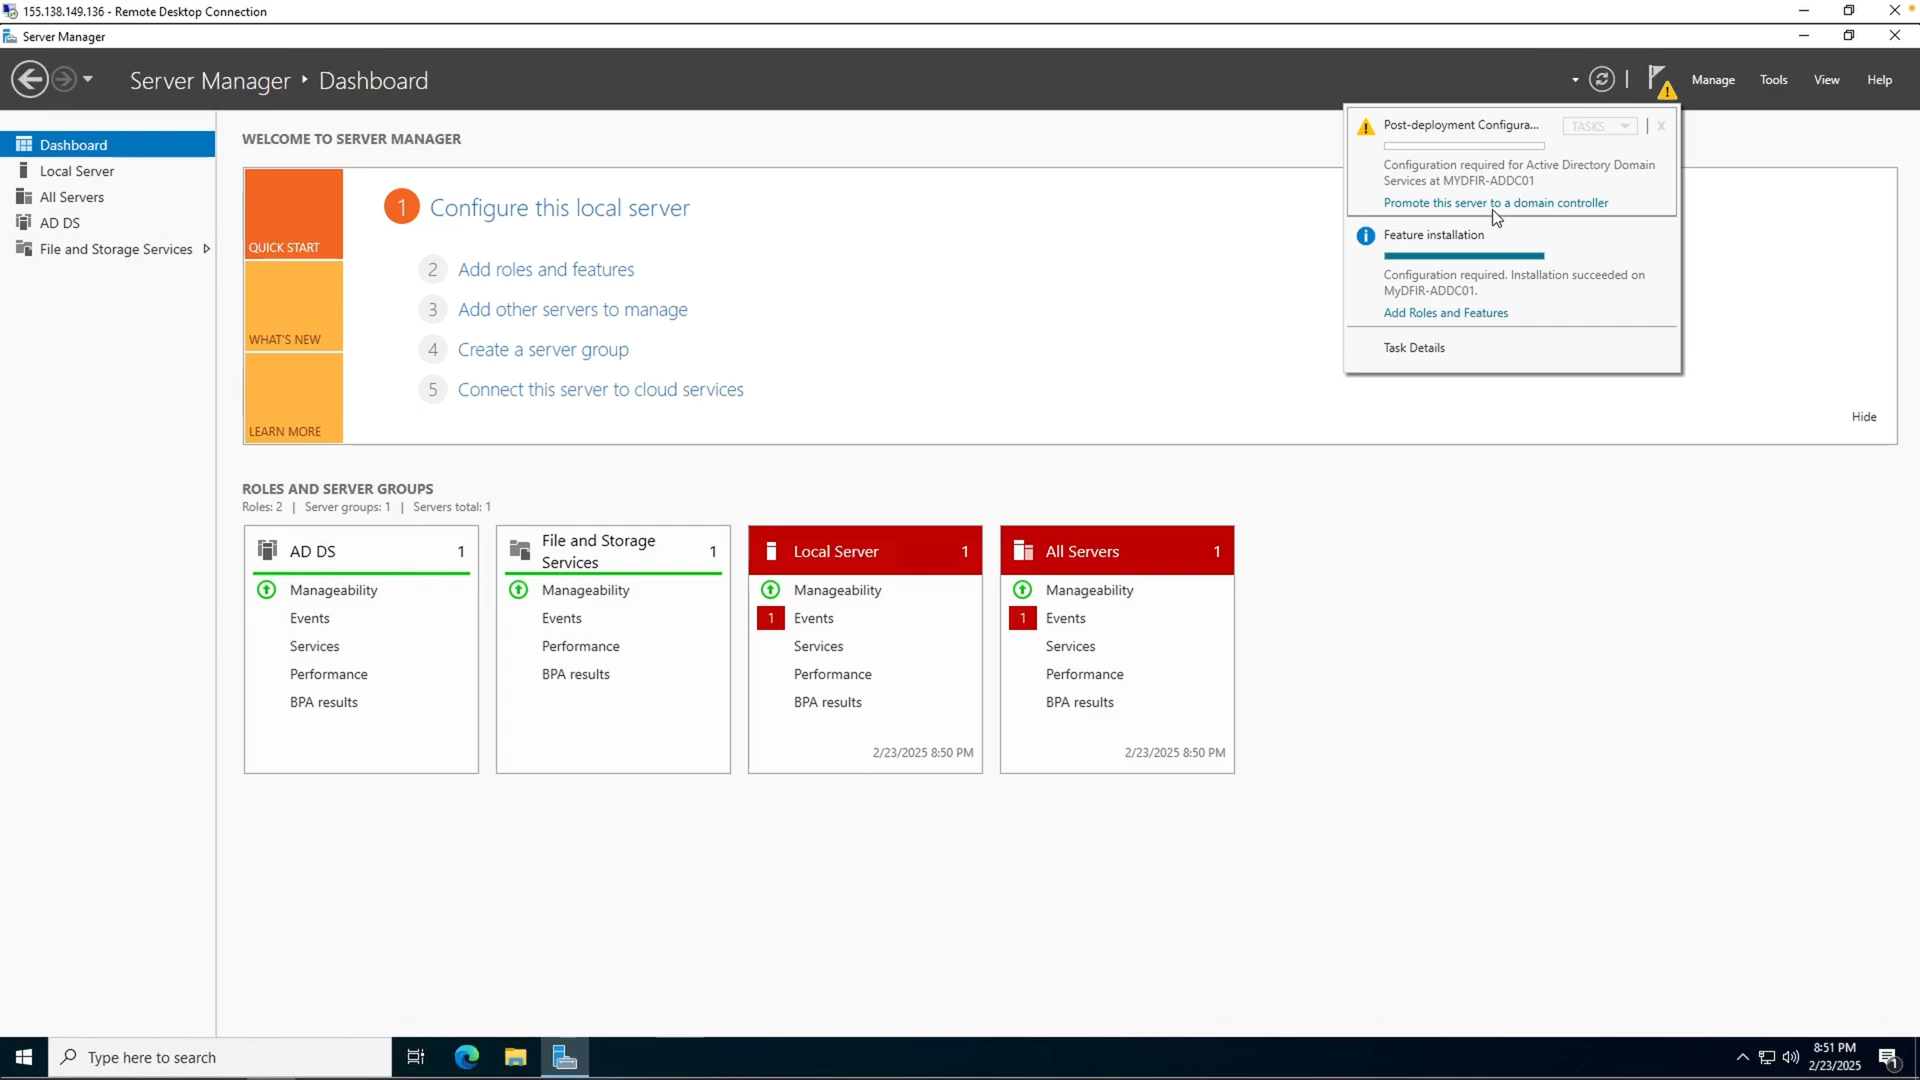 155.138.149.136 - Remote Desktop Connection
Server Manager
Server Manager ‣ Dashboard
Manage
Tools
View
Help
Dashboard
Local Server
All Servers
AD DS
File and Storage Services
WELCOME TO SERVER MANAGER
QUICK START
WHAT'S NEW
LEARN MORE
1 Configure this local server
2 Add roles and features
3 Add other servers to manage
4 Create a server group
5 Connect this server to cloud services
Hide
Post-deployment Configura...
TASKS
X
Configuration required for Active Directory Domain
Services at MYDFIR-ADDC01
Promote this server to a domain controller
Feature installation
Configuration required. Installation succeeded on
MyDFIR-ADDC01.
Add Roles and Features
Task Details
ROLES AND SERVER GROUPS
Roles: 2 | Server groups: 1 | Servers total: 1
AD DS 1
Manageability
Events
Services
Performance
BPA results
File and Storage
Services
1
Manageability
Events
Performance
BPA results
Local Server 1
Manageability
1 Events
Services
Performance
BPA results
2/23/2025 8:50 PM
All Servers 1
Manageability
1 Events
Services
Performance
BPA results
2/23/2025 8:50 PM
Type here to search
8:51 PM
2/23/2025
1